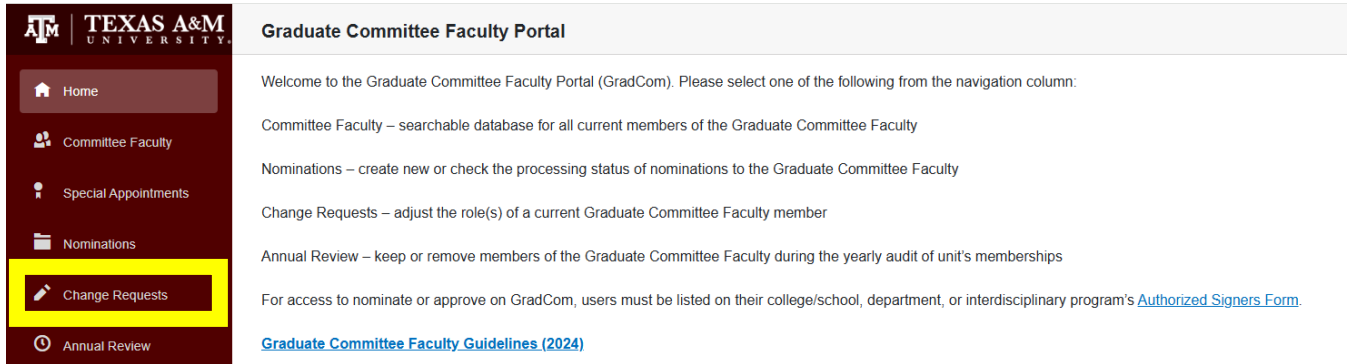 TEXAS A&M
UNIVERSITY.
Graduate Committee Faculty Portal
Home
Committee Faculty
Special Appointments
Nominations
Change Requests
Annual Review
Welcome to the Graduate Committee Faculty Portal (GradCom). Please select one of the following from the navigation column:
Committee Faculty – searchable database for all current members of the Graduate Committee Faculty
Nominations – create new or check the processing status of nominations to the Graduate Committee Faculty
Change Requests – adjust the role(s) of a current Graduate Committee Faculty member
Annual Review – keep or remove members of the Graduate Committee Faculty during the yearly audit of unit's memberships
For access to nominate or approve on GradCom, users must be listed on their college/school, department, or interdisciplinary program's Authorized Signers Form.
Graduate Committee Faculty Guidelines (2024)